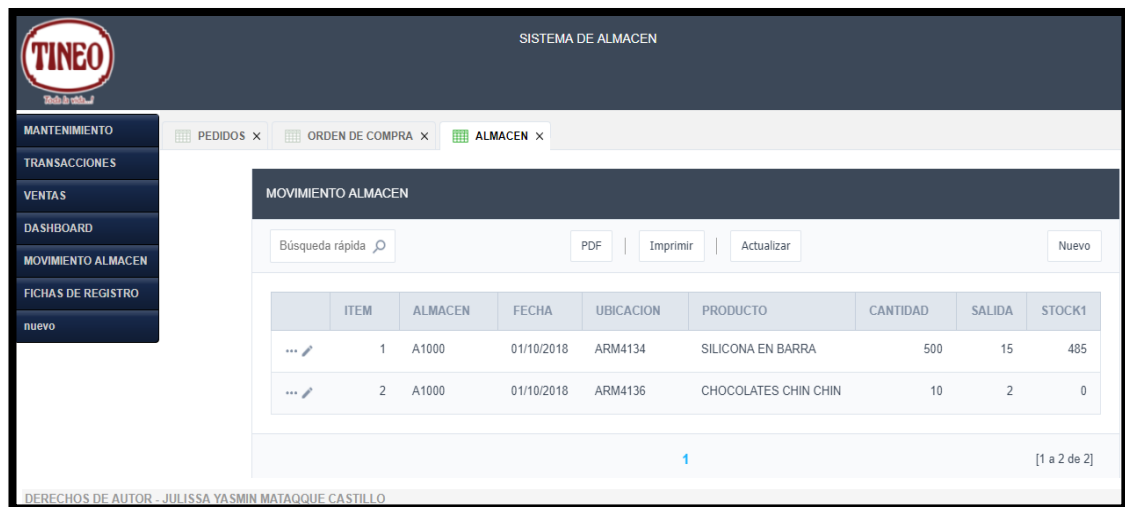 TINEO
SISTEMA DE ALMACEN
MANTENIMIENTO
TRANSACCIONES
VENTAS
DASHBOARD
MOVIMIENTO ALMACEN
FICHAS DE REGISTRO
nuevo
PEDIDOS X ORDEN DE COMPRA X ALMACEN X
MOVIMIENTO ALMACEN
Búsqueda rápida PDF | Imprimir | Actualizar Nuevo
ITEM ALMACEN FECHA UBICACION PRODUCTO CANTIDAD SALIDA STOCK1
1 A1000 01/10/2018 ARM4134 SILICONA EN BARRA 500 15 485
2 A1000 01/10/2018 ARM4136 CHOCOLATES CHIN CHIN 10 2 0
1 [1 a 2 de 2]
DERECHOS DE AUTOR - JULISSA YASMIN MATAQQUE CASTILLO